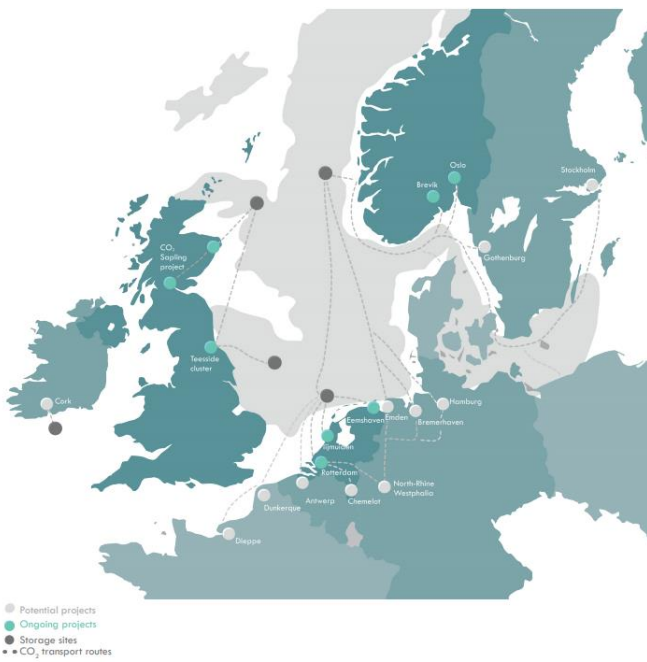 Oslo
Brevik
Stockholm
Gothenburg
CO₂
Sapling
project
Teesside
cluster
Cork
Eemshaven
Emden
Hamburg
Bremerhaven
Ijmuiden
Rotterdam
North-Rhine
Westphalia
Antwerp
Chemelot
Dunkerque
Dieppe
Potential projects
Ongoing projects
Storage sites
CO₂ transport routes